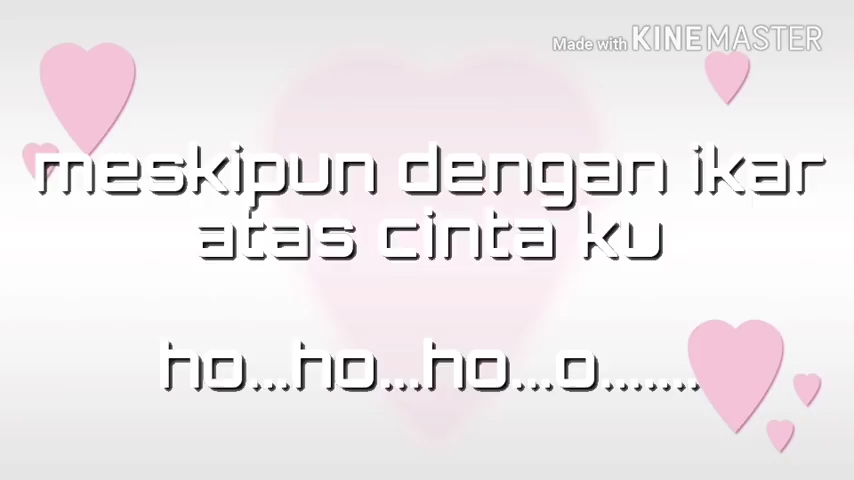 Made with KINEMASTER
meskipun dengan ikar
atas cinta ku
ho...ho...ho...o.......